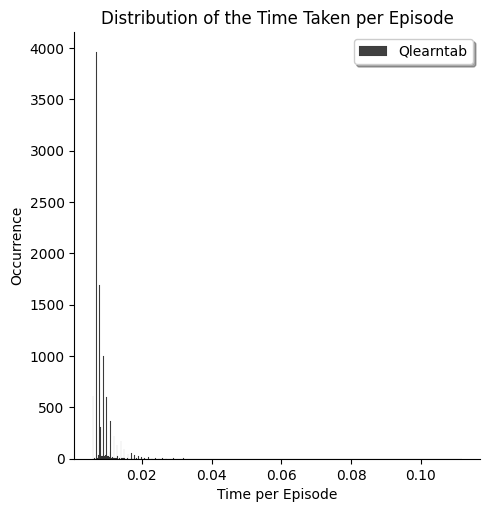 Distribution of the Time Taken per Episode
Qlearntab
4000
3500
3000
2500
2000
1500
1000
500
0
Occurrence
0.02 0.04 0.06 0.08 0.10
Time per Episode